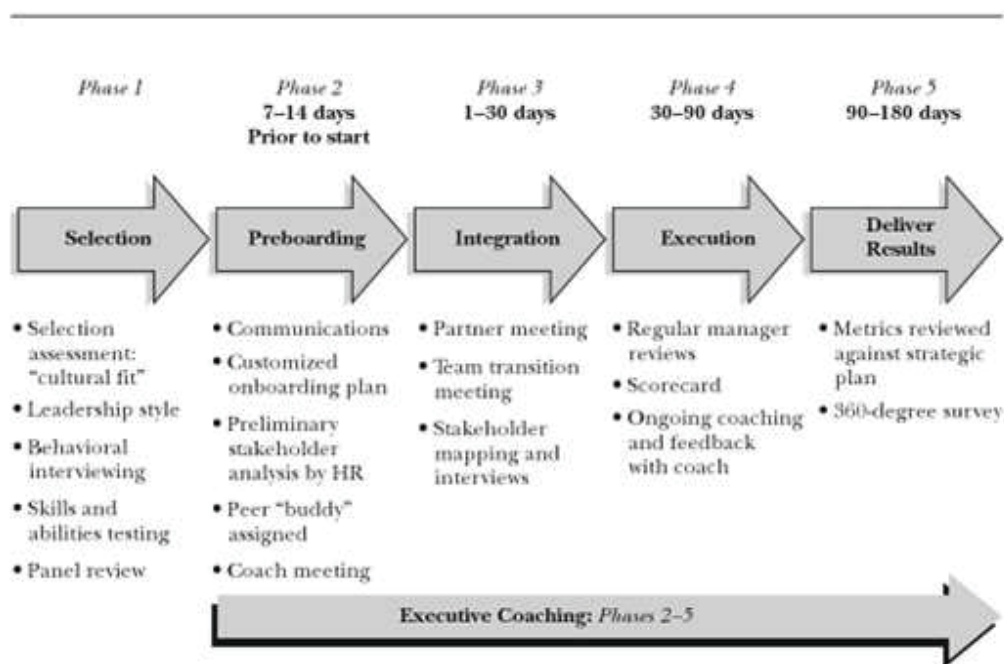 Phase 1
Phase 2
7–14 days
Prior to start
Phase 3
1–30 days
Phase 4
30–90 days
Phase 5
90–180 days
Selection
Preboarding
Integration
Execution
Deliver
Results
• Selection
assessment:
“cultural fit”
• Leadership style
• Behavioral
interviewing
• Skills and
abilities testing
• Panel review
• Communications
• Customized
onboarding plan
• Preliminary
stakeholder
analysis by HR
• Peer “buddy”
assigned
• Coach meeting
• Partner meeting
• Team transition
meeting
• Stakeholder
mapping and
interviews
• Regular manager
reviews
• Scorecard
• Ongoing coaching
and feedback
with coach
• Metrics reviewed
against strategic
plan
• 360-degree survey
Executive Coaching: Phases 2–5